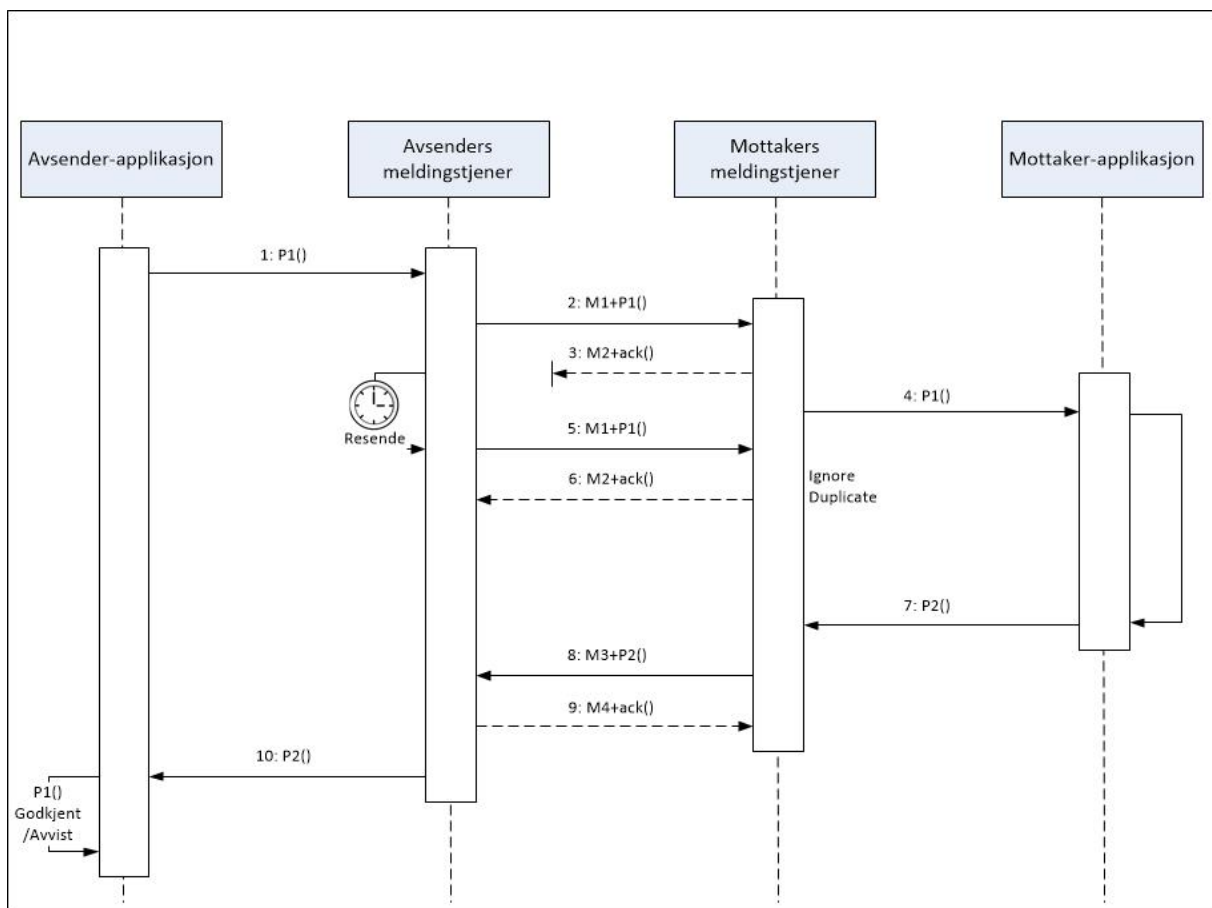 Avsender-applikasjon
Avsenders
meldingstjener
Mottakers
meldingstjener
Mottaker-applikasjon
1: P1()
2: M1+P1()
3: M2+ack()
4: P1()
Resende
5: M1+P1()
6: M2+ack()
Ignore
Duplicate
7: P2()
8: M3+P2()
9: M4+ack()
10: P2()
P1()
Godkjent
/Avvist